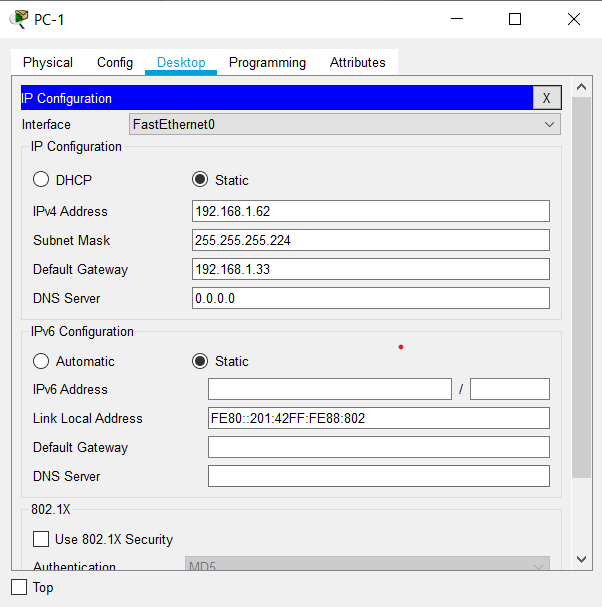 PC-1
Physical Config Desktop Programming Attributes
IP Configuration X
Interface FastEthernet0
IP Configuration
DHCP Static
IPv4 Address 192.168.1.62
Subnet Mask 255.255.255.224
Default Gateway 192.168.1.33
DNS Server 0.0.0.0
IPv6 Configuration
Automatic Static
IPv6 Address /
Link Local Address FE80::201:42FF:FE88:802
Default Gateway
DNS Server
802.1X
Use 802.1X Security
Authentication MD5
Top